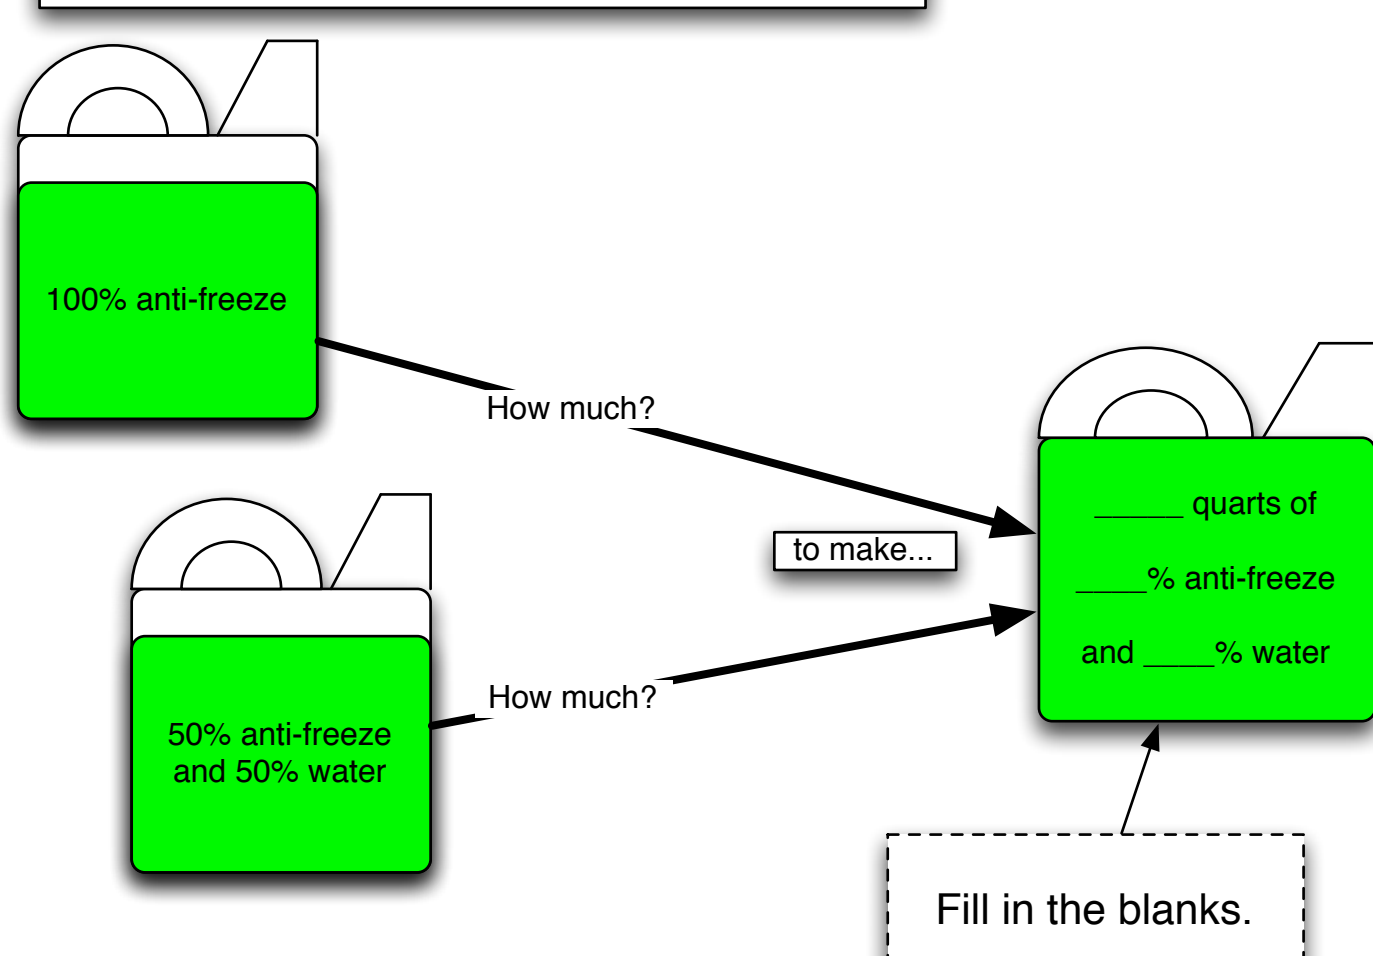 100% anti-freeze
How much?
to make...
_____ quarts of
____% anti-freeze
and ____% water
How much?
50% anti-freeze
and 50% water
Fill in the blanks.